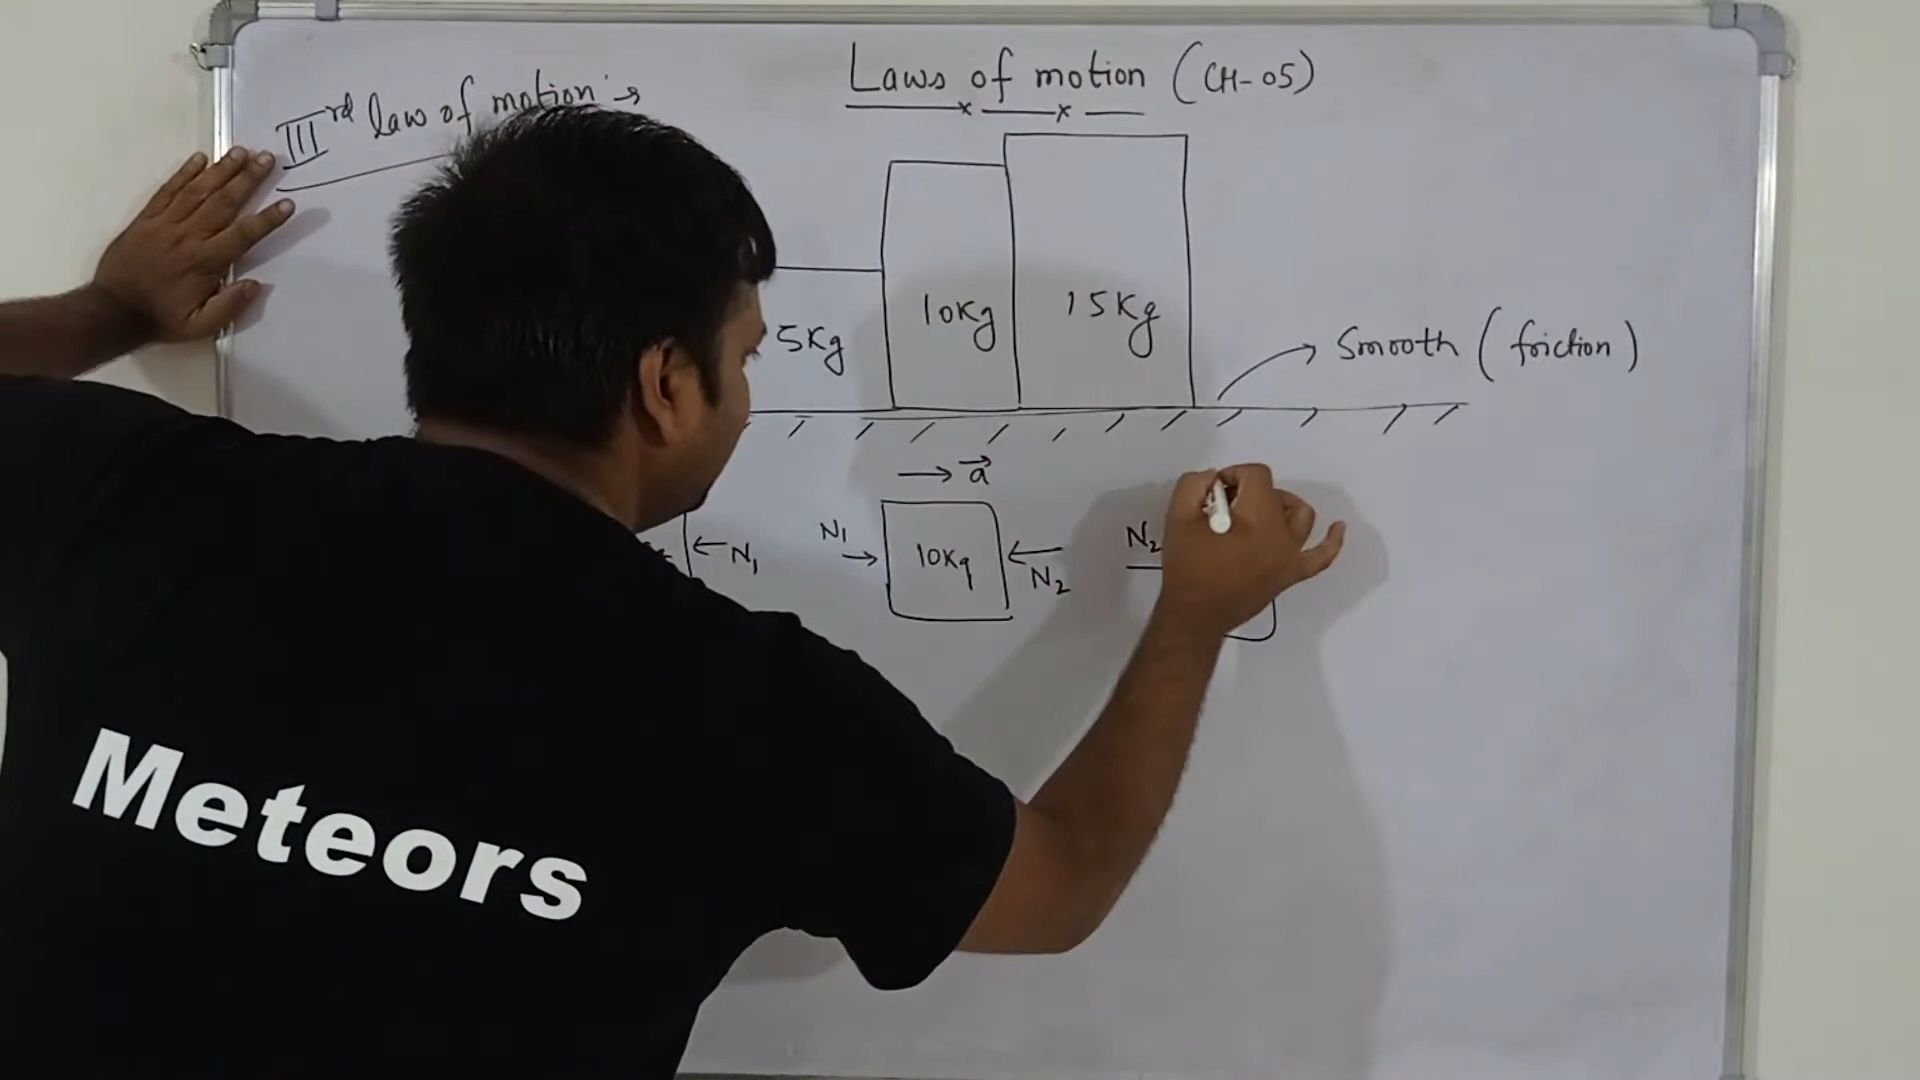 Laws of motion (CH-05)
IIIrd law of motion's
5Kg
10Kg
15Kg
Smooth (friction)
a
N1
N1
10Kg
N2
N2
Meteors